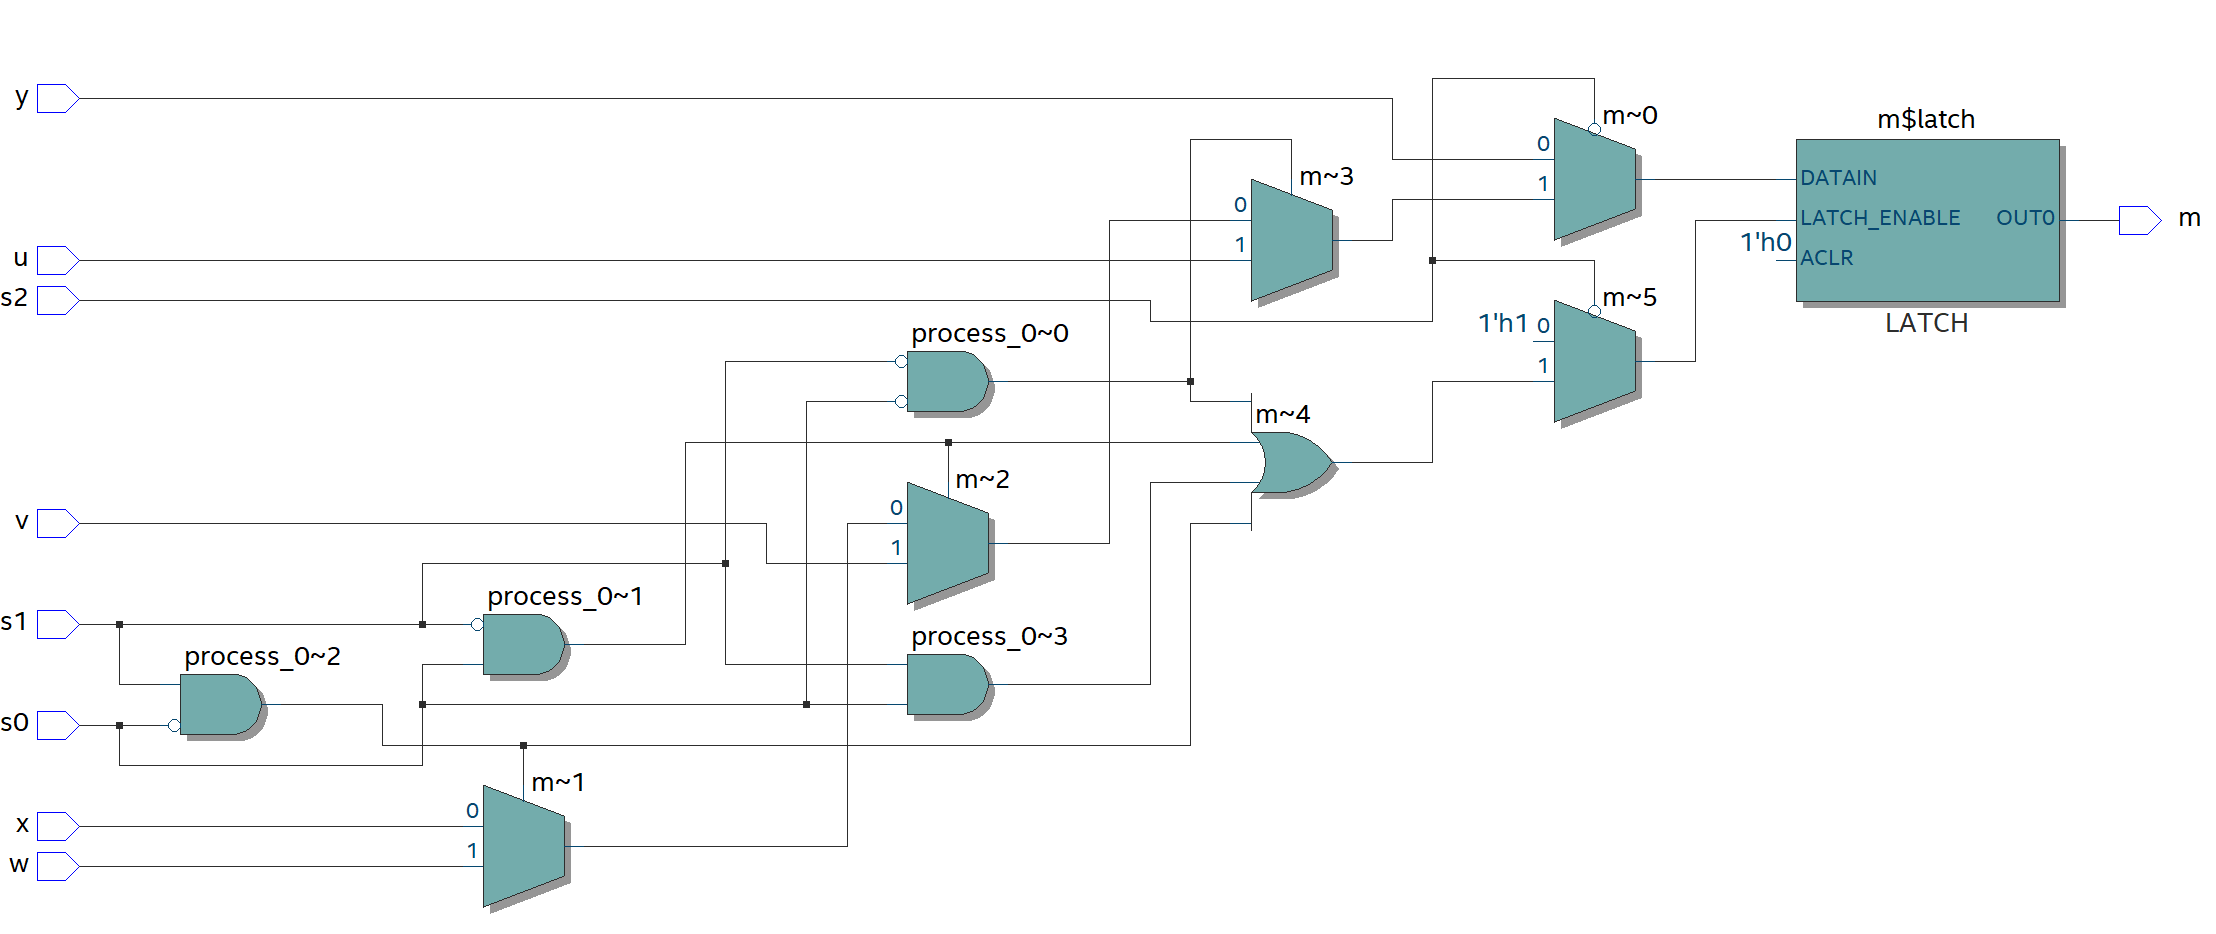 y
m~0
0
1
m$latch
DATAIN
LATCH_ENABLE
OUT0
1'h0
ACLR
LATCH
m
m~3
0
1
u
s2
m~5
1'h1
0
1
process_0~0
m~4
m~2
0
1
v
process_0~1
s1
process_0~3
process_0~2
s0
m~1
0
x
1
w